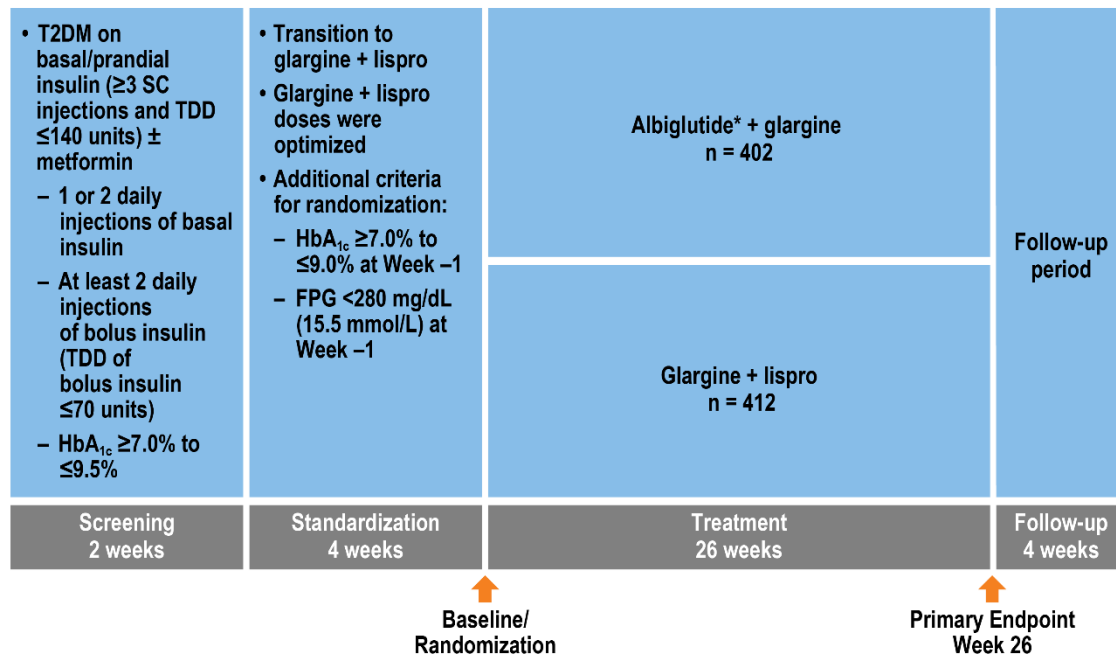 • T2DM on
basal/prandial
insulin (≥3 SC
injections and TDD
≤140 units) ±
metformin
– 1 or 2 daily
injections of basal
insulin
– At least 2 daily
injections
of bolus insulin
(TDD of
bolus insulin
≤70 units)
– HbA1c ≥7.0% to
≤9.5%
• Transition to
glargine + lispro
• Glargine + lispro
doses were
optimized
• Additional criteria
for randomization:
– HbA1c ≥7.0% to
≤9.0% at Week –1
– FPG <280 mg/dL
(15.5 mmol/L) at
Week –1
Albiglutide* + glargine
n = 402
Glargine + lispro
n = 412
Follow-up
period
Screening
2 weeks
Standardization
4 weeks
Treatment
26 weeks
Follow-up
4 weeks
Baseline/
Randomization
Primary Endpoint
Week 26